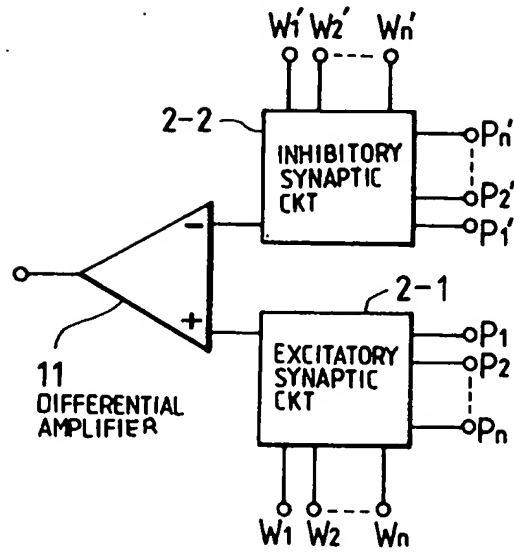 W1' W2' Wn'
2-2
INHIBITORY
SYNAPTIC
CKT
Pn'
P2'
P1'
−
+
2-1
EXCITATORY
SYNAPTIC
CKT
P1
P2
Pn
11
DIFFERENTIAL
AMPLIFIER
W1 W2 Wn